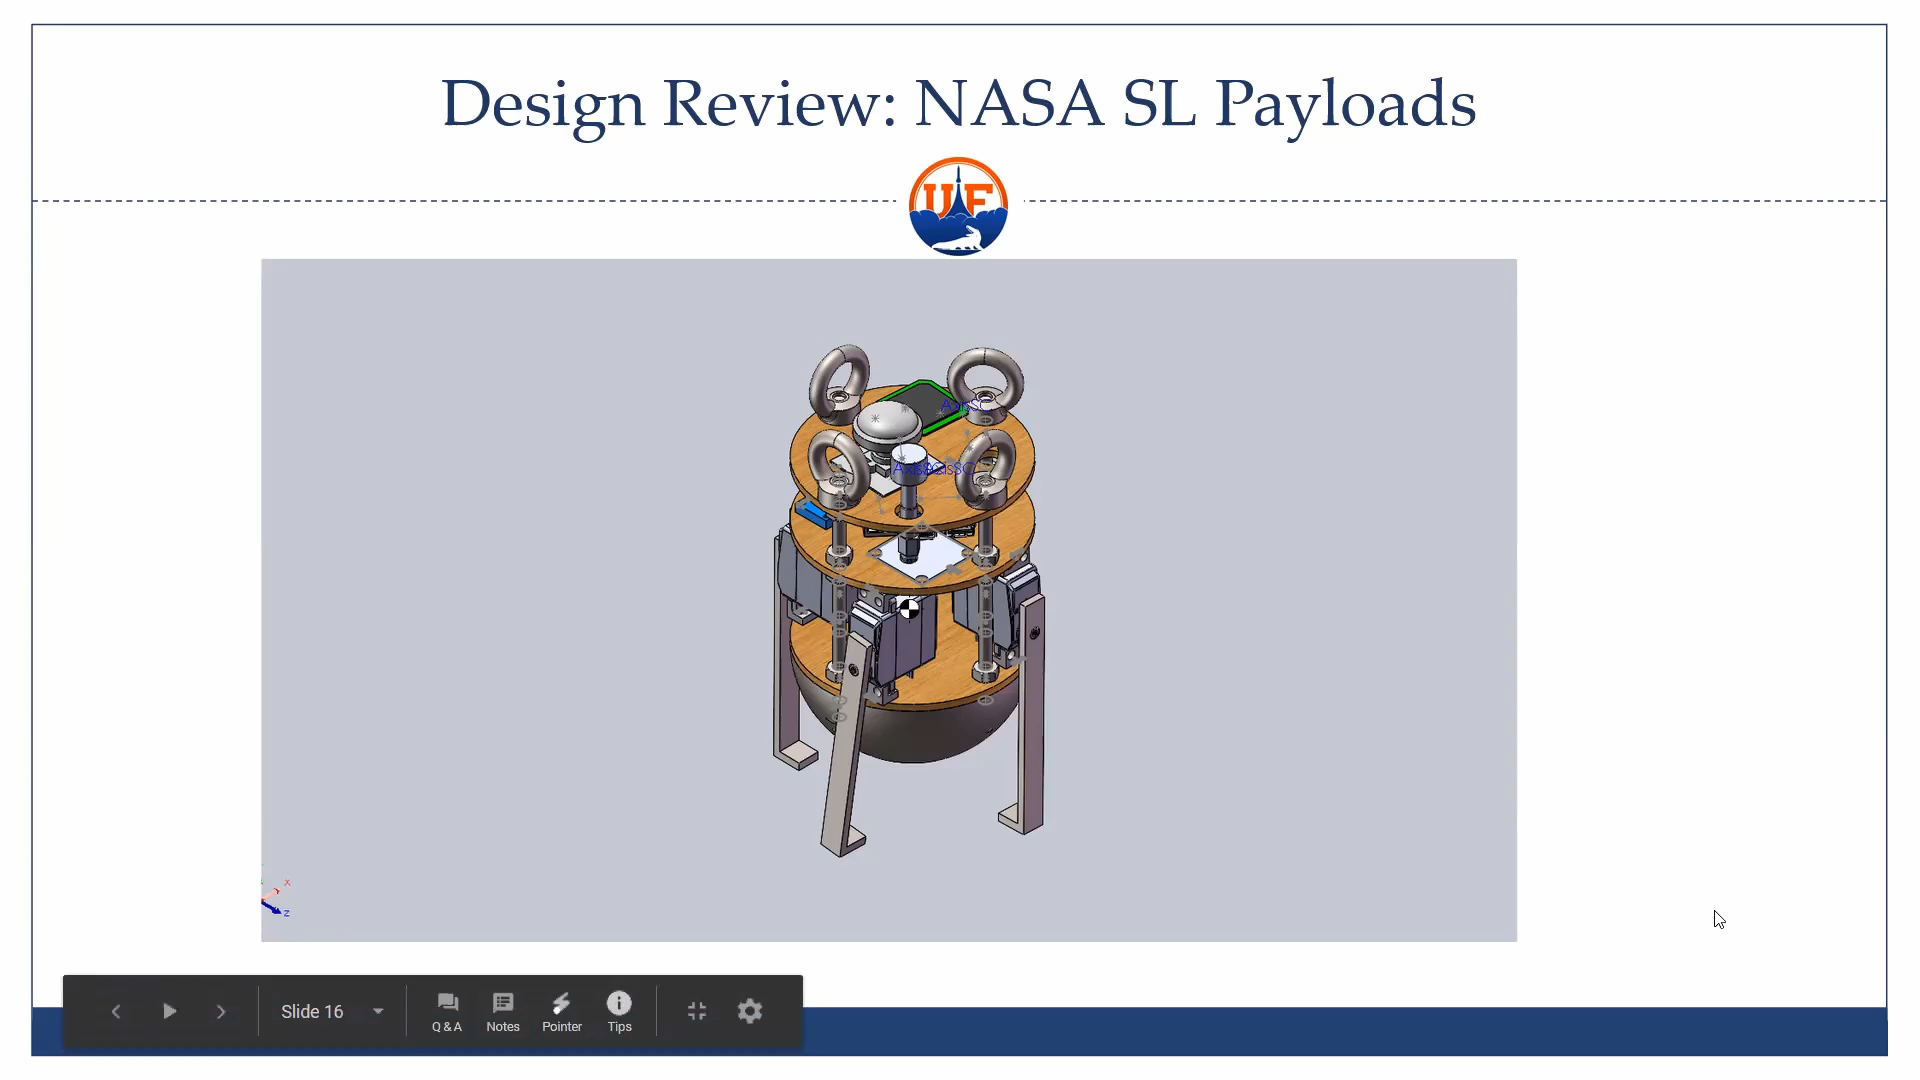 Design Review: NASA SL Payloads
UF
X
Z
Slide 16
Q & A
Notes
Pointer
Tips